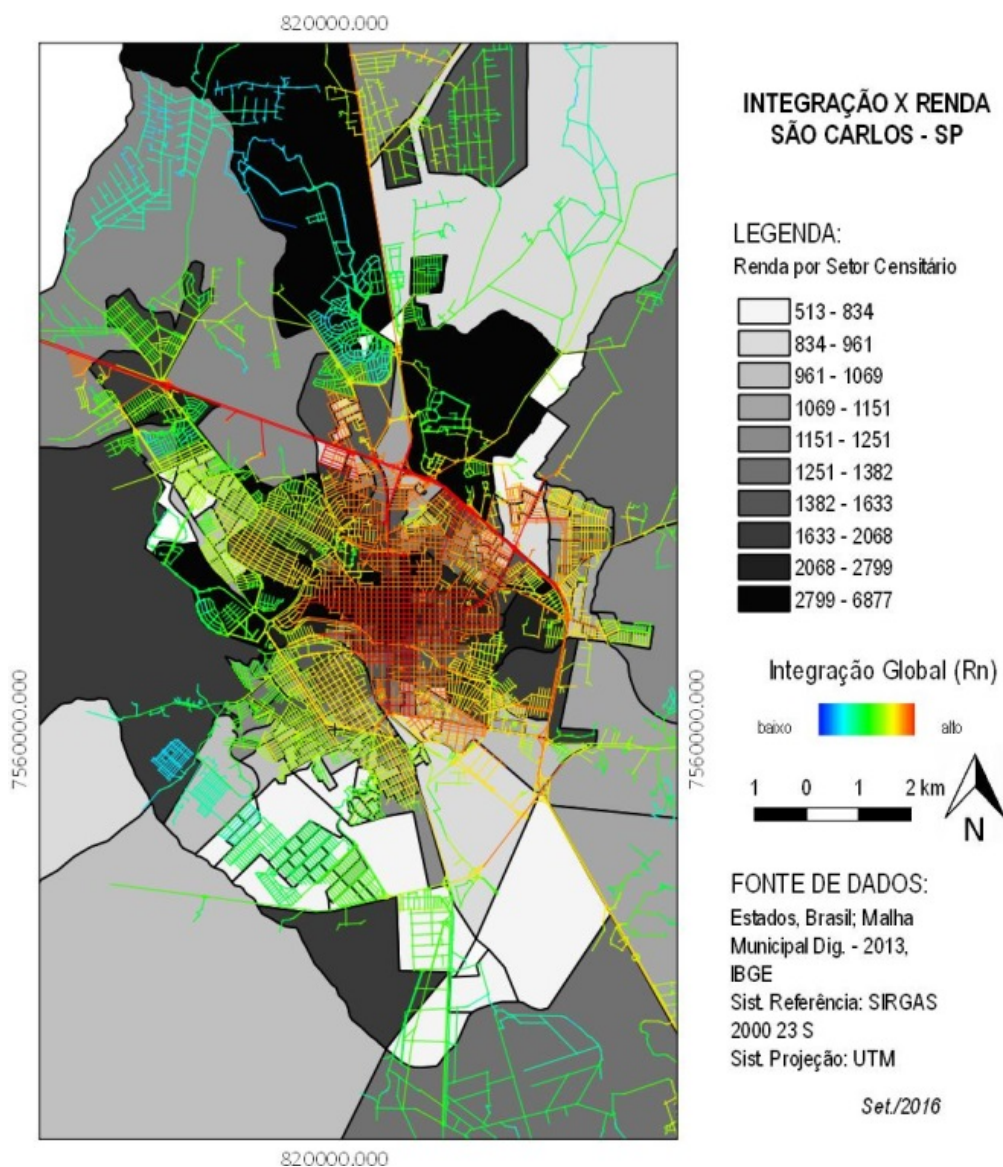 820000.000
INTEGRAÇÃO X RENDA
SÃO CARLOS - SP
LEGENDA:
Renda por Setor Censitário
513 - 834
834 - 961
961 - 1069
1069 - 1151
1151 - 1251
1251 - 1382
1382 - 1633
1633 - 2068
2068 - 2799
2799 - 6877
7560000.000
7560000.000
Integração Global (Rn)
baixo alto
1 0 1 2 km
N
FONTE DE DADOS:
Estados, Brasil; Malha
Municipal Dig. - 2013,
IBGE
Sist. Referência: SIRGAS
2000 23 S
Sist. Projeção: UTM
Set./2016
820000.000